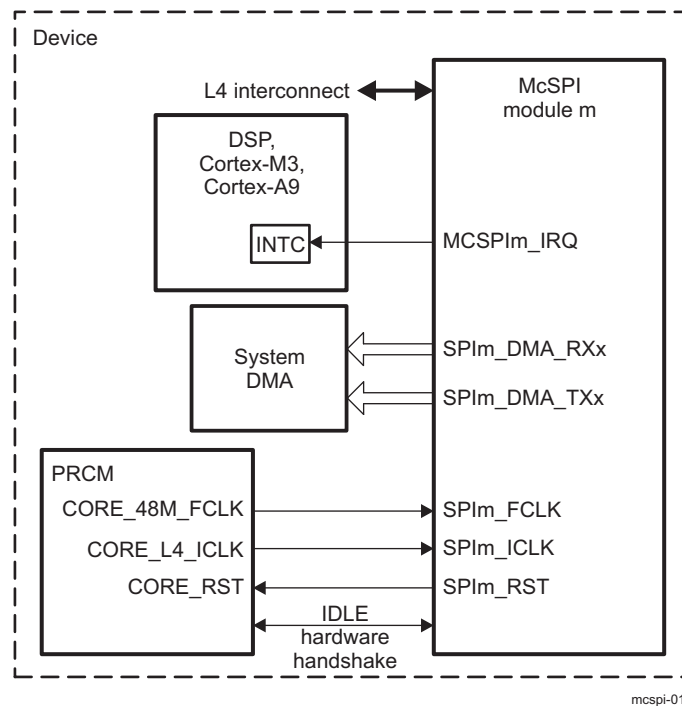 Device
L4 interconnect
McSPI
module m
DSP,
Cortex-M3,
Cortex-A9
INTC
MCSPIm_IRQ
System
DMA
SPIm_DMA_RXx
SPIm_DMA_TXx
PRCM
CORE_48M_FCLK
SPIm_FCLK
CORE_L4_ICLK
SPIm_ICLK
CORE_RST
SPIm_RST
IDLE
hardware
handshake
mcspi-01